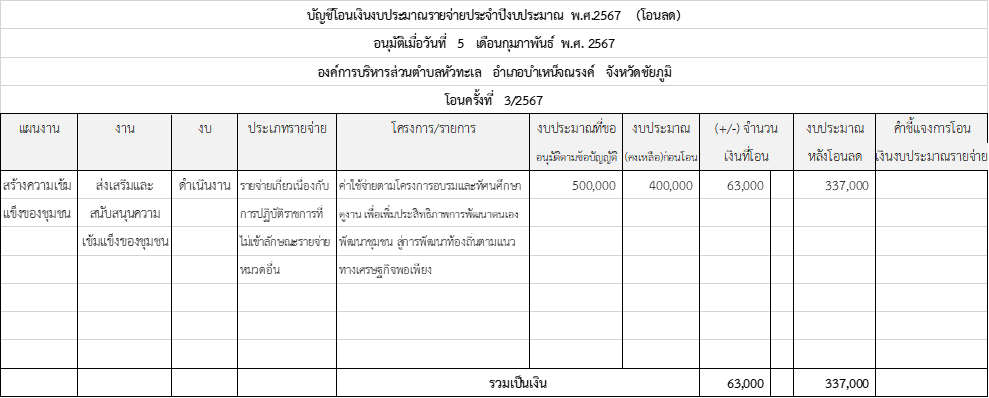 บัญชีโอนเงินงบประมาณรายจ่ายประจำปีงบประมาณ พ.ศ.2567 (โอนลด)
อนุมัติเมื่อวันที่ 5 เดือนกุมภาพันธ์ พ.ศ. 2567
องค์การบริหารส่วนตำบลหัวทะเล อำเภอบำเหน็จณรงค์ จังหวัดชัยภูมิ
โอนครั้งที่ 3/2567
แผนงาน งาน งบ ประเภทรายจ่าย โครงการ/รายการ งบประมาณที่ขอ งบประมาณ (+/-) จำนวน งบประมาณ คำชี้แจงการโอน
อนุมัติตามข้อบัญญัติ (คงเหลือ)ก่อนโอน เงินที่โอน หลังโอนลด เงินงบประมาณรายจ่าย
สร้างความเข้ม ส่งเสริมและ ดำเนินงาน รายจ่ายเกี่ยวเนื่องกับ ค่าใช้จ่ายตามโครงการอบรมและทัศนศึกษา 500,000 400,000 63,000 337,000
แข็งของชุมชน สนับสนุนความ การปฏิบัติราชการที่ ดูงาน เพื่อเพิ่มประสิทธิภาพการพัฒนาตนเอง
เข้มแข็งของชุมชน ไม่เข้าลักษณะรายจ่าย พัฒนาชุมชน สู่การพัฒนาท้องถิ่นตามแนว
หมวดอื่น ทางเศรษฐกิจพอเพียง
รวมเป็นเงิน 63,000 337,000